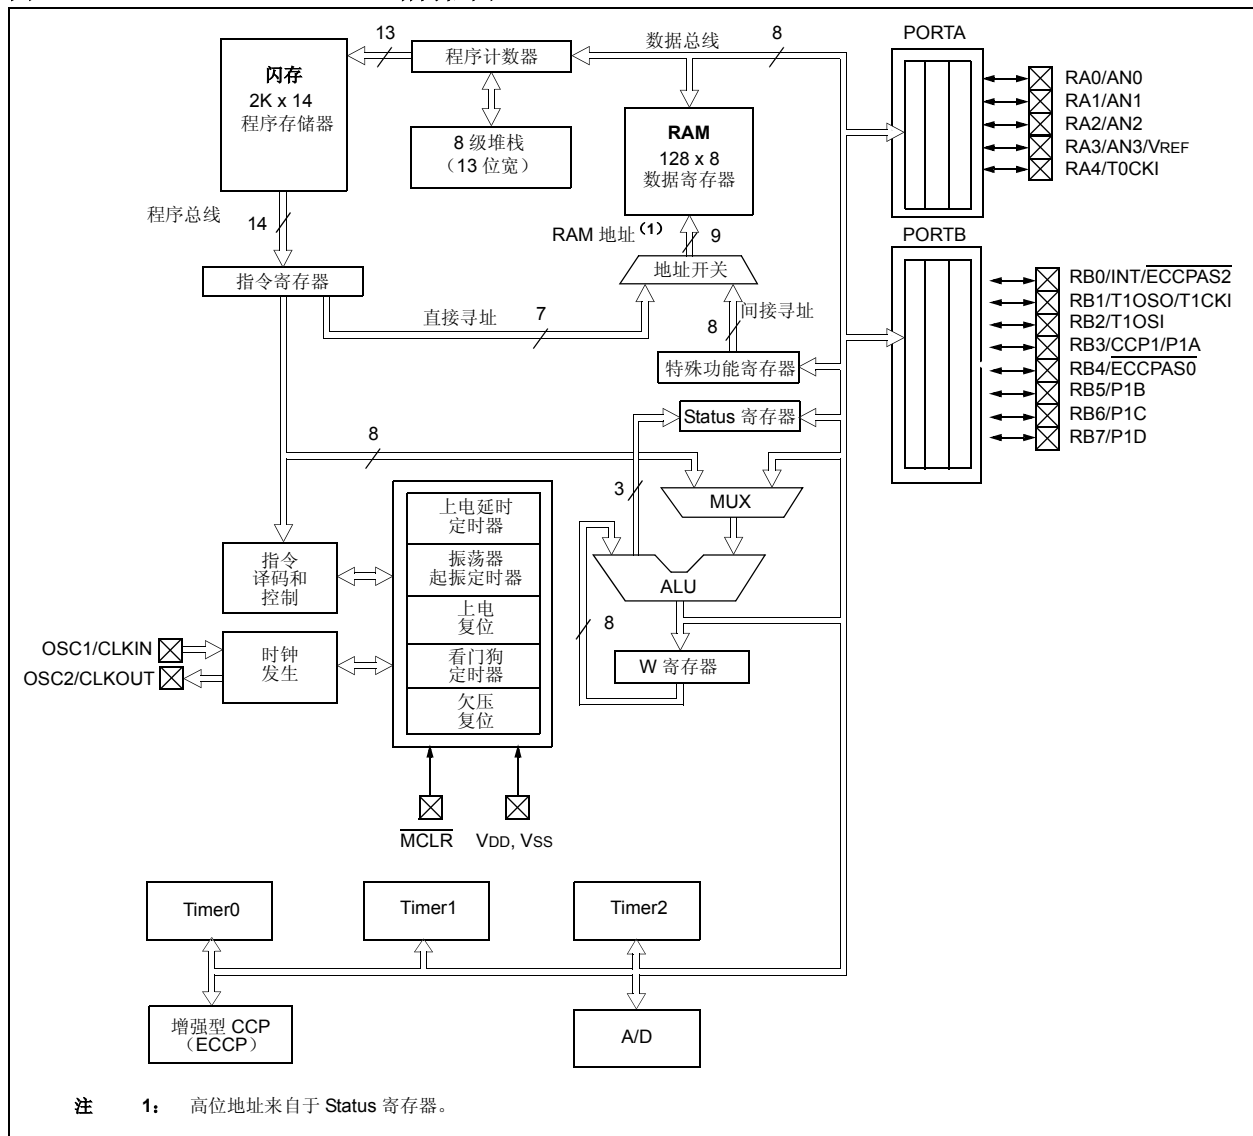 13
程序计数器
数据总线
8
PORTA
闪存
2K x 14
程序存储器
8 级堆栈
（13 位宽）
RAM
128 x 8
数据寄存器
RA0/AN0
RA1/AN1
RA2/AN2
RA3/AN3/VREF
RA4/T0CKI
程序总线
14
RAM 地址(1)
9
PORTB
指令寄存器
地址开关
直接寻址
7
8
间接寻址
特殊功能寄存器
RB0/INT/ECCPAS2
RB1/T1OSO/T1CKI
RB2/T1OSI
RB3/CCP1/P1A
RB4/ECCPAS0
RB5/P1B
RB6/P1C
RB7/P1D
Status 寄存器
8
3
MUX
上电延时
定时器
振荡器
起振定时器
上电
复位
看门狗
定时器
欠压
复位
指令
译码和
控制
ALU
8
W 寄存器
OSC1/CLKIN
OSC2/CLKOUT
时钟
发生
MCLR
VDD, VSS
Timer0
Timer1
Timer2
增强型 CCP
（ECCP）
A/D
注 1： 高位地址来自于 Status 寄存器。